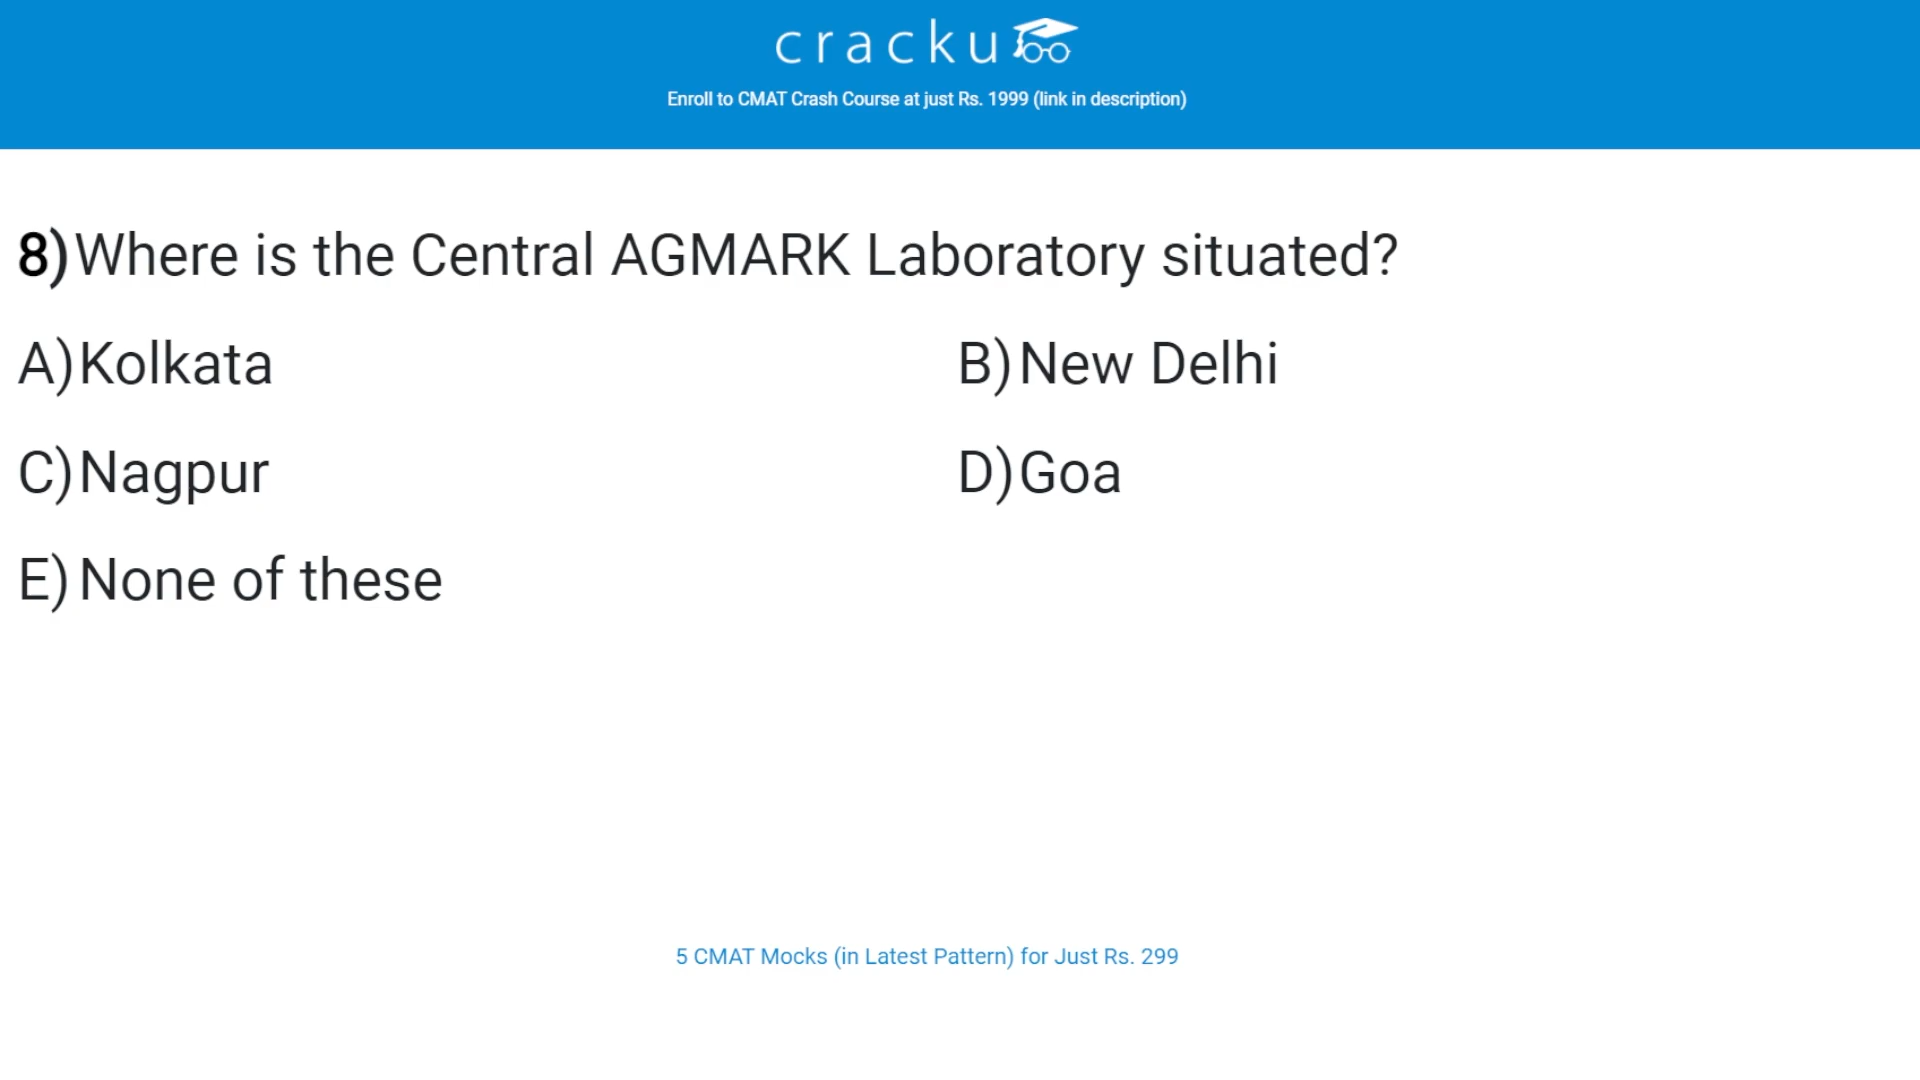 cracku
Enroll to CMAT Crash Course at just Rs. 1999 (link in description)
8)Where is the Central AGMARK Laboratory situated?
A)Kolkata
B)New Delhi
C)Nagpur
D)Goa
E)None of these
5 CMAT Mocks (in Latest Pattern) for Just Rs. 299